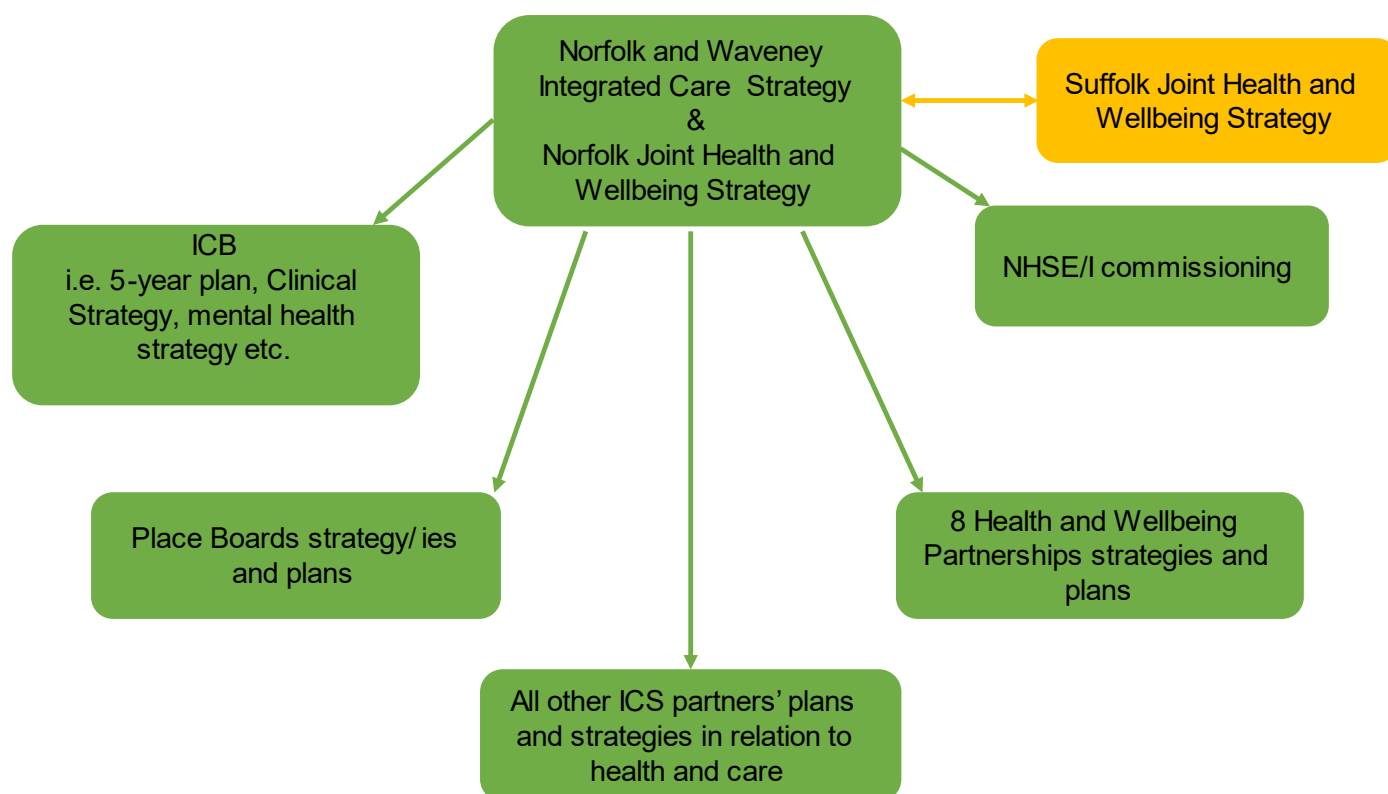 Norfolk and Waveney
Integrated Care Strategy
&
Norfolk Joint Health and
Wellbeing Strategy
Suffolk Joint Health and
Wellbeing Strategy
ICB
i.e. 5-year plan, Clinical
Strategy, mental health
strategy etc.
NHSE/I commissioning
Place Boards strategy/ies
and plans
8 Health and Wellbeing
Partnerships strategies and
plans
All other ICS partners’ plans
and strategies in relation to
health and care